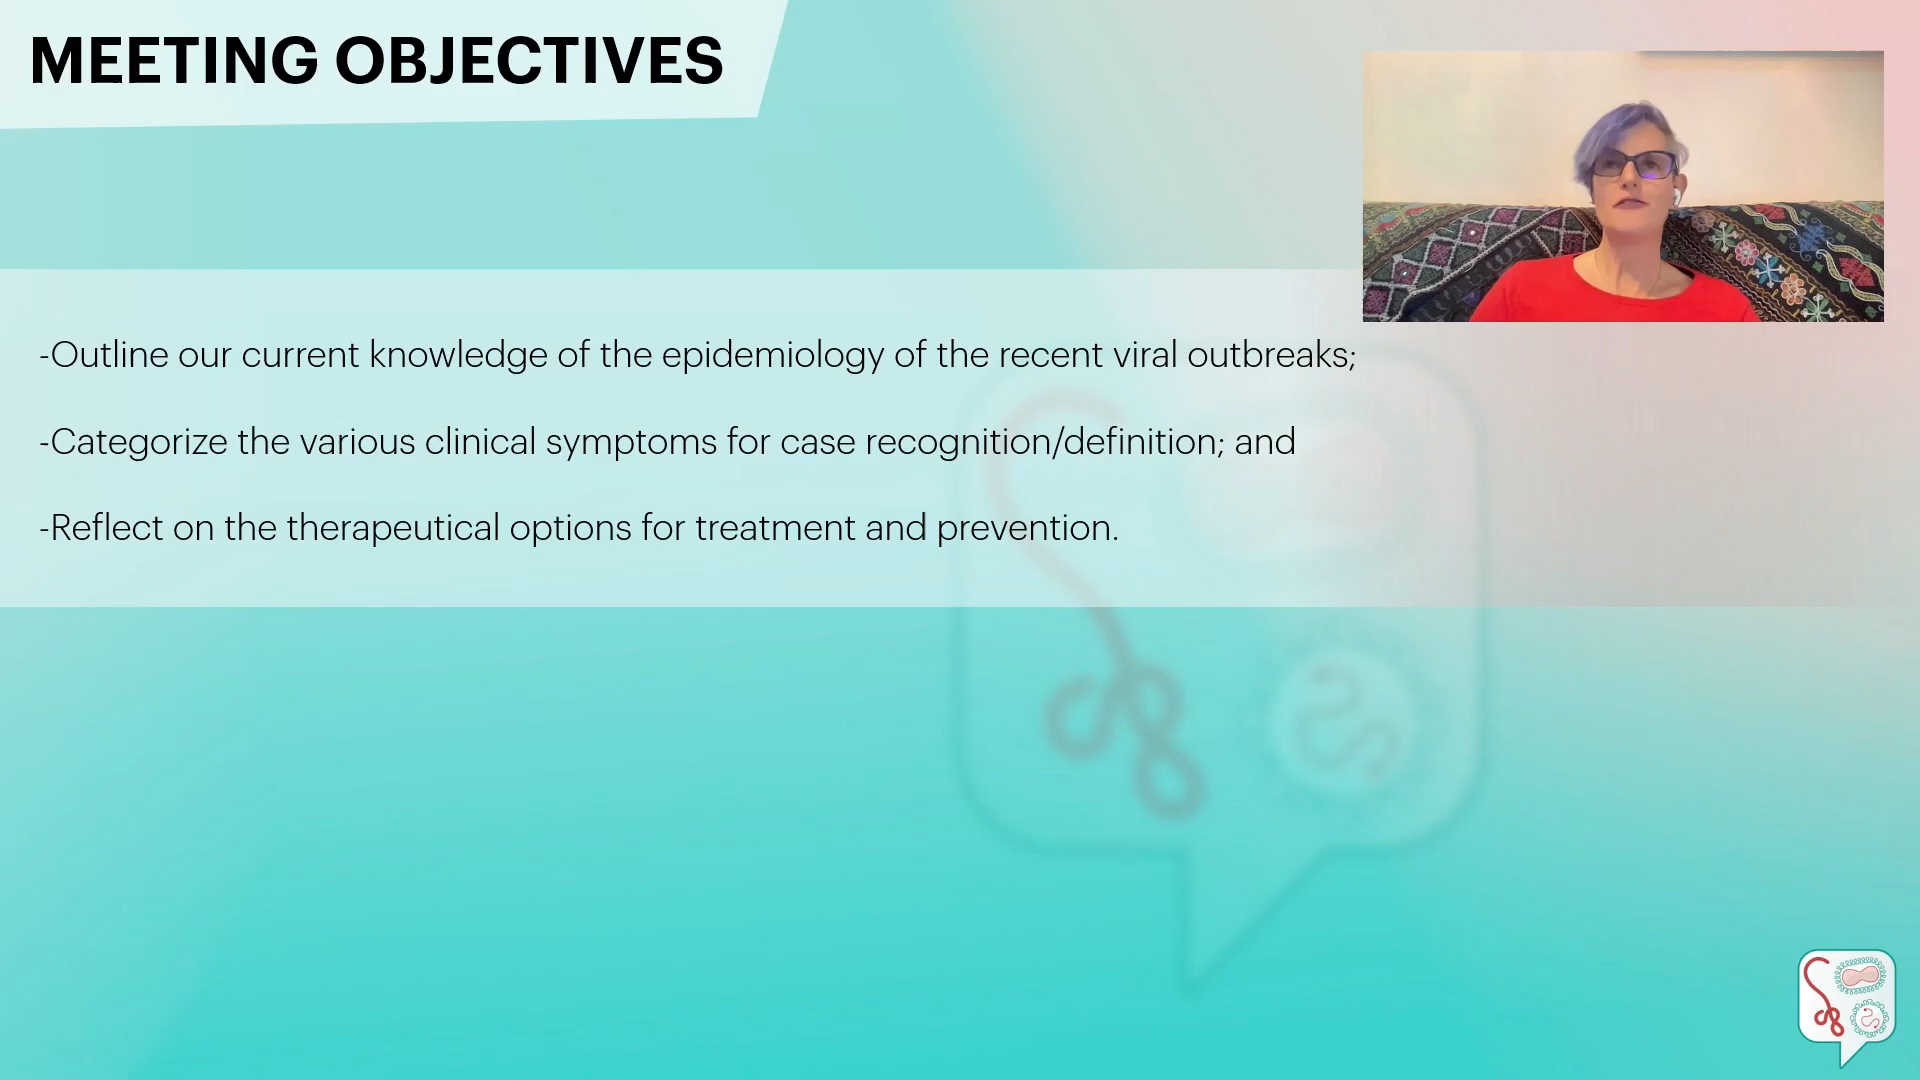 MEETING OBJECTIVES
-Outline our current knowledge of the epidemiology of the recent viral outbreaks;
-Categorize the various clinical symptoms for case recognition/definition; and
-Reflect on the therapeutical options for treatment and prevention.